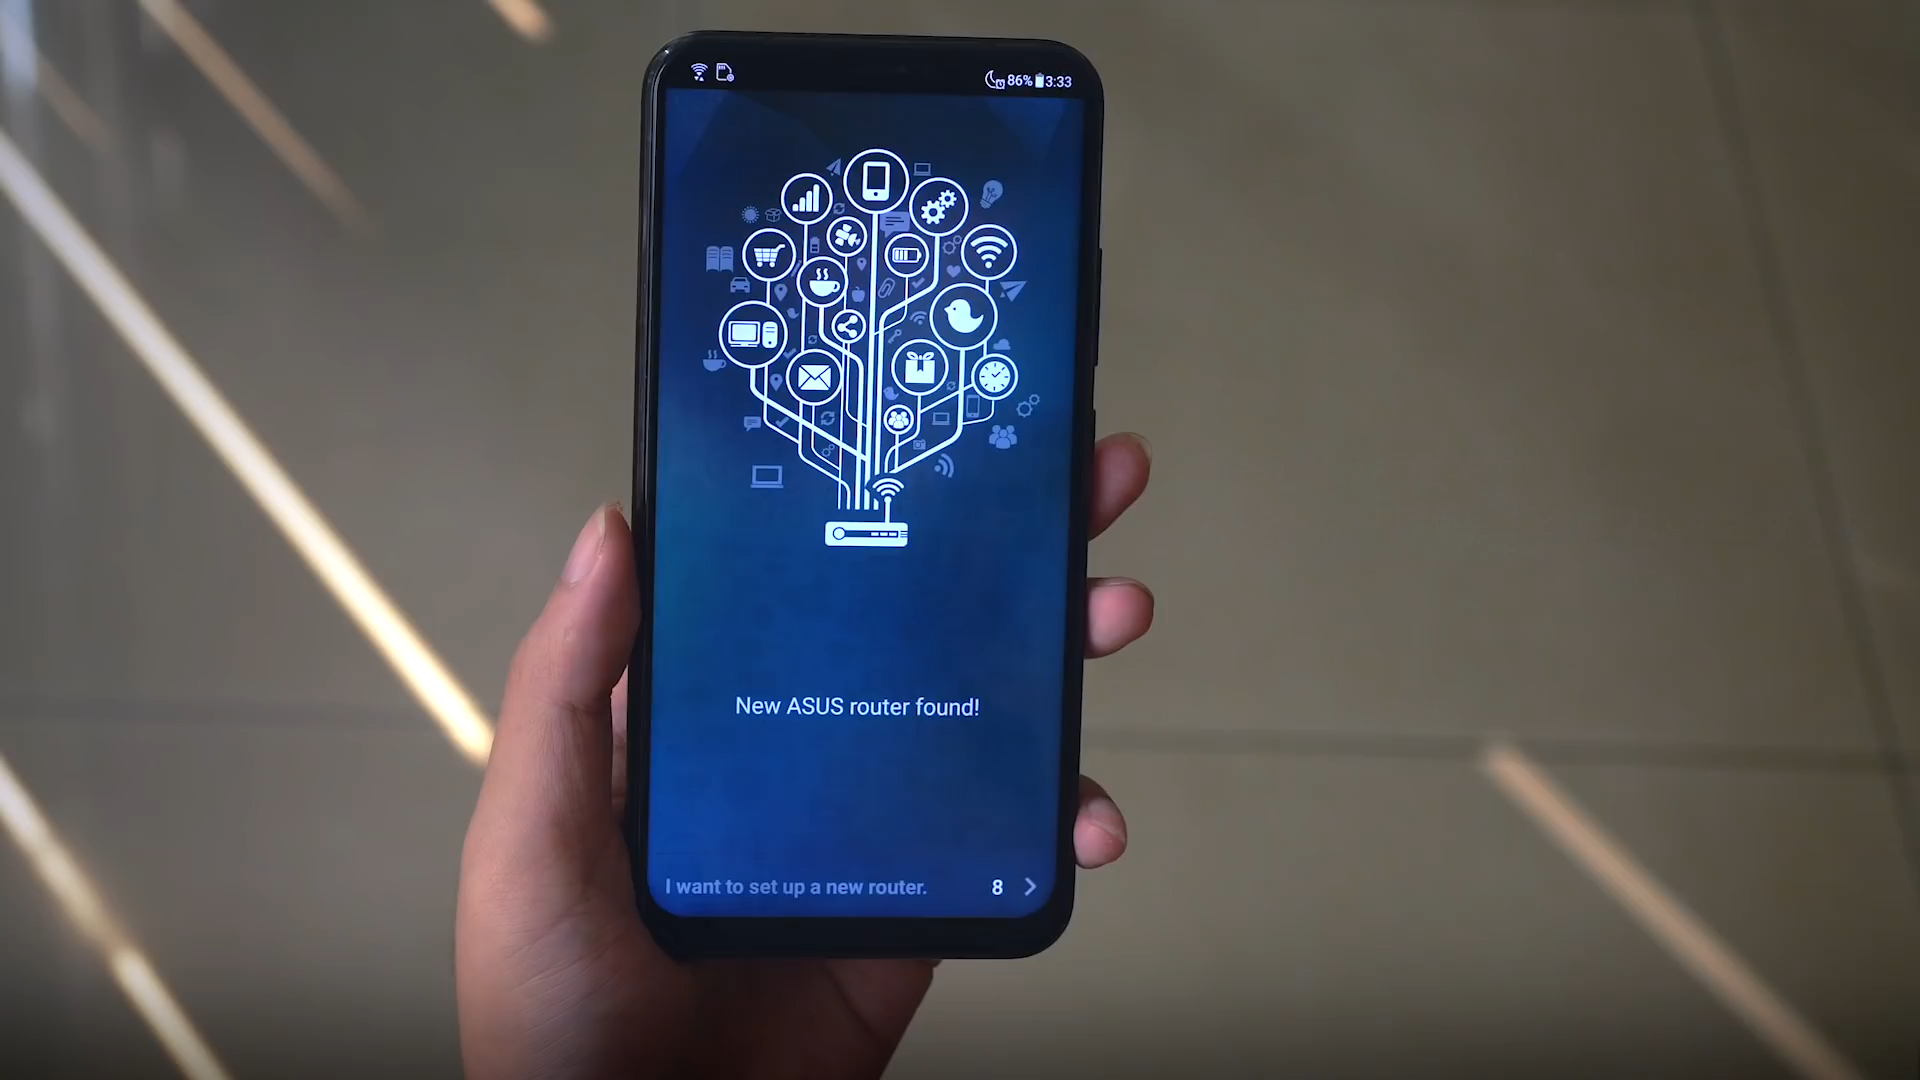 86% 3:33
New ASUS router found!
I want to set up a new router. 8